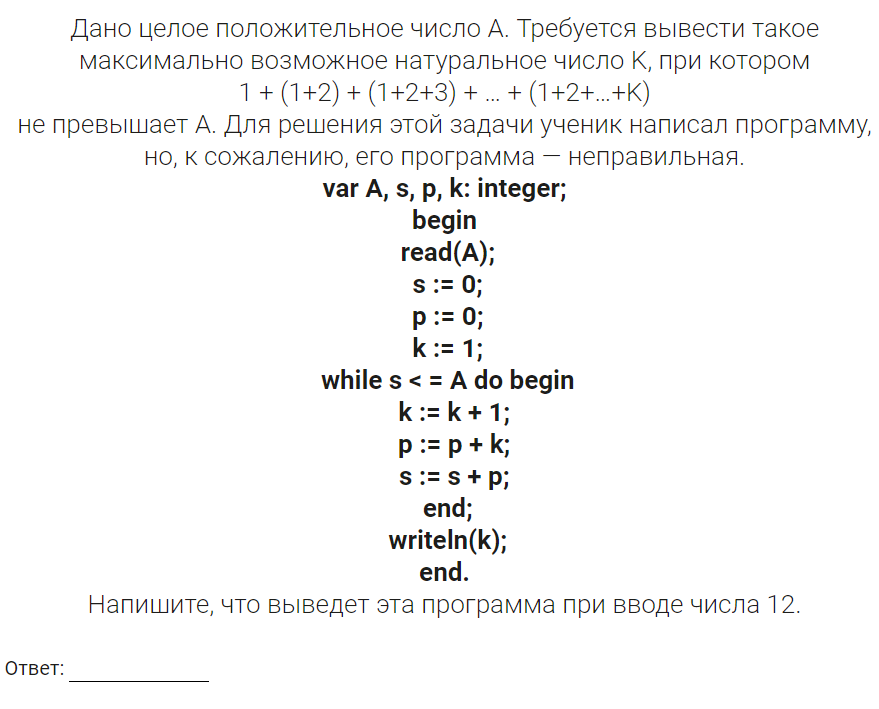 Дано целое положительное число А. Требуется вывести такое
максимально возможное натуральное число K, при котором
1 + (1+2) + (1+2+3) + ... + (1+2+...+K)
не превышает А. Для решения этой задачи ученик написал программу,
но, к сожалению, его программа — неправильная.
var A, s, p, k: integer;
begin
read(A);
s := 0;
p := 0;
k := 1;
while s < = A do begin
k := k + 1;
p := p + k;
s := s + p;
end;
writeln(k);
end.
Напишите, что выведет эта программа при вводе числа 12.
Ответ: ____________